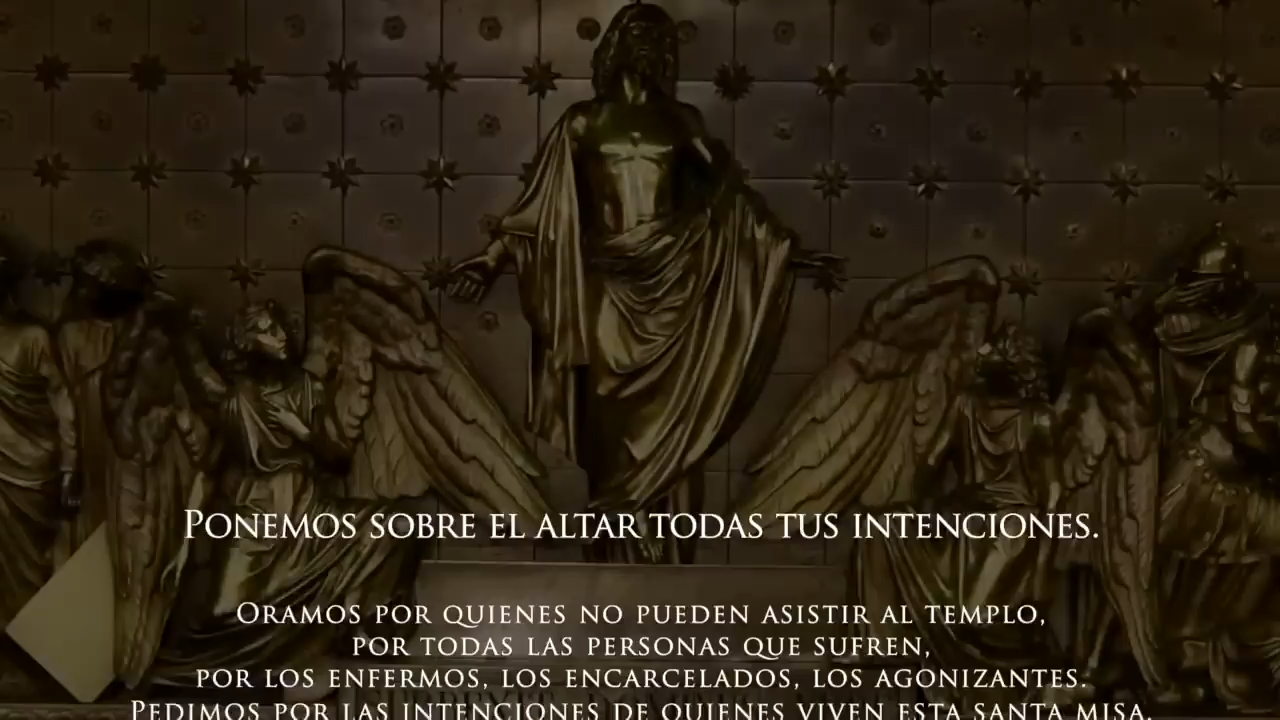 Ponemos sobre el altar todas tus intenciones.
Oramos por quienes no pueden asistir al templo,
por todas las personas que sufren,
por los enfermos, los encarcelados, los agonizantes.
Pedimos por las intenciones de quienes viven esta Santa Misa